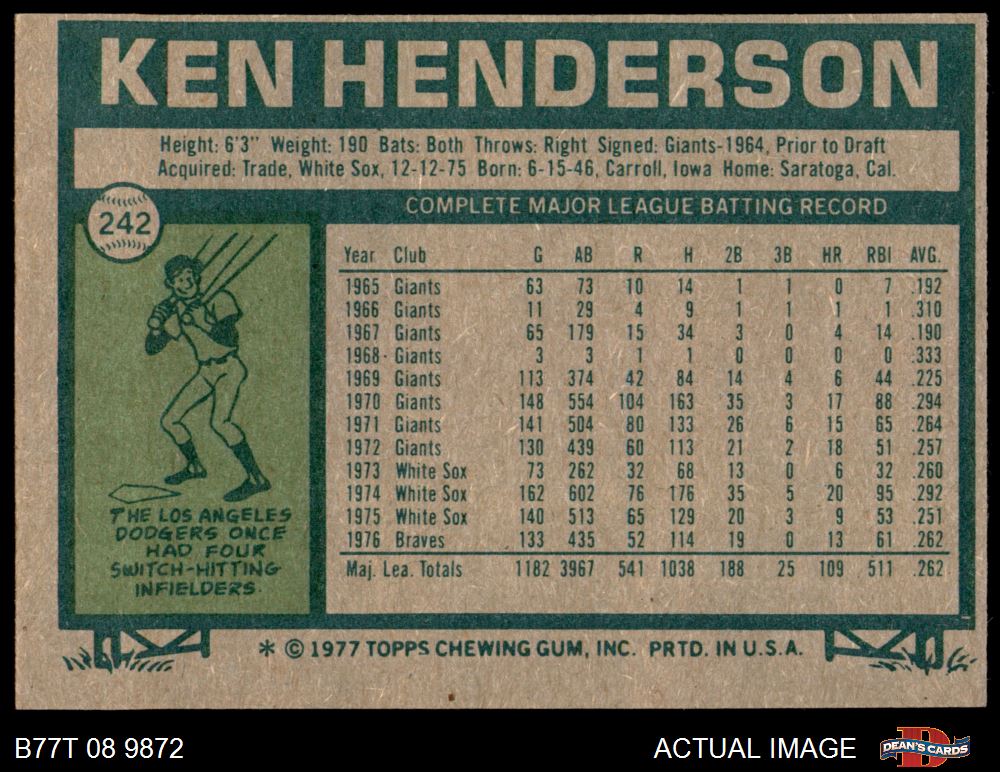 KEN HENDERSON
Height: 6'3" Weight: 190 Bats: Both Throws: Right Signed: Giants-1964, Prior to Draft
Acquired: Trade, White Sox, 12-12-75 Born: 6-15-46, Carroll, Iowa Home: Saratoga, Cal.
242
COMPLETE MAJOR LEAGUE BATTING RECORD
Year Club G AB R H 2B 3B HR RBI AVG.
1965 Giants 63 73 10 14 1 1 0 7 .192
1966 Giants 11 29 4 9 1 1 1 1 .310
1967 Giants 65 179 15 34 3 0 4 14 .190
1968 Giants 3 3 1 1 0 0 0 0 .333
1969 Giants 113 374 42 84 14 4 6 44 .225
1970 Giants 148 554 104 163 35 3 17 88 .294
1971 Giants 141 504 80 133 26 6 15 65 .264
1972 Giants 130 439 60 113 21 2 18 51 .257
1973 White Sox 73 262 32 68 13 0 6 32 .260
1974 White Sox 162 602 76 176 35 5 20 95 .292
1975 White Sox 140 513 65 129 20 3 9 53 .251
1976 Braves 133 435 52 114 19 0 13 61 .262
Maj. Lea. Totals 1182 3967 541 1038 188 25 109 511 .262
THE LOS ANGELES
DODGERS ONCE
HAD FOUR
SWITCH-HITTING
INFIELDERS.
* © 1977 TOPPS CHEWING GUM, INC. PRTD. IN U.S.A.
B77T 08 9872
ACTUAL IMAGE
DEAN'S CARDS